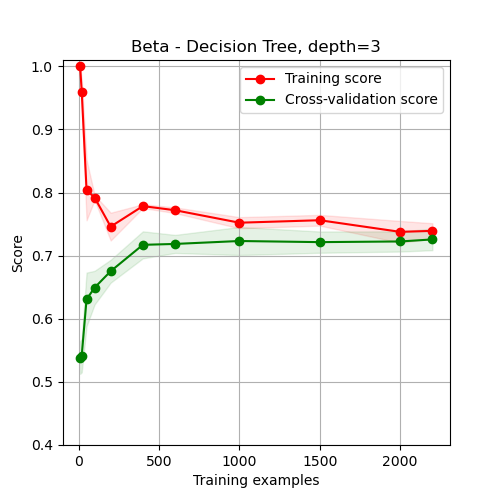 Beta - Decision Tree, depth=3
Training score
Cross-validation score
1.0
0.9
0.8
0.7
0.6
0.5
0.4
Score
0 500 1000 1500 2000
Training examples